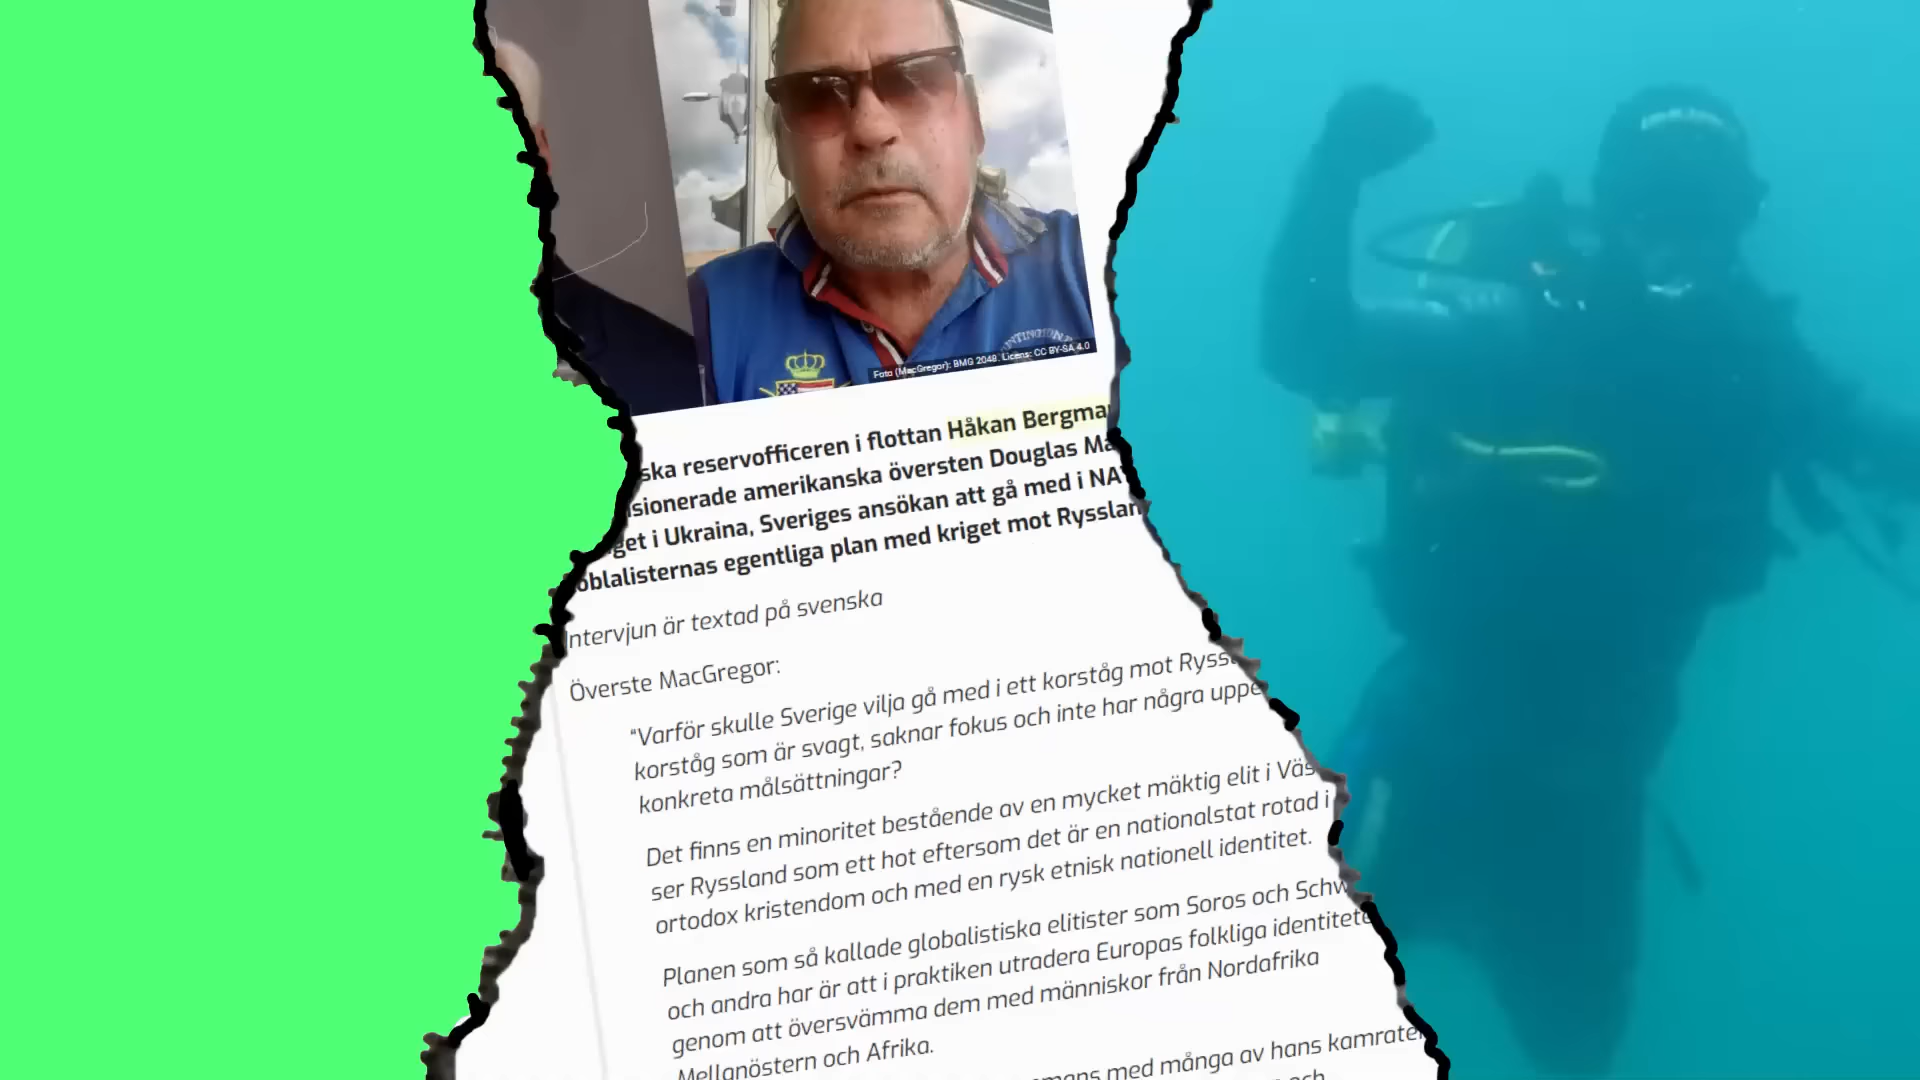 NTINGTON
Foto (MacGregor): BMG 2048. Licens: CC BY-SA 4.0
ska reservofficeren i flottan Håkan Bergma
sionerade amerikanska översten Douglas Ma
get i Ukraina, Sveriges ansökan att gå med i NA
oblalisternas egentliga plan med kriget mot Rysslan
Intervjun är textad på svenska
Överste MacGregor:
“Varför skulle Sverige vilja gå med i ett korståg mot Ryssl
korståg som är svagt, saknar fokus och inte har några uppe
konkreta målsättningar?
Det finns en minoritet bestående av en mycket mäktig elit i Väs
ser Ryssland som ett hot eftersom det är en nationalstat rotad i
ortodox kristendom och med en rysk etnisk nationell identitet.
Planen som så kallade globalistiska elitister som Soros och Schw
och andra har är att i praktiken utradera Europas folkliga identitete
genom att översvämma dem med människor från Nordafrika
Mellanöstern och Afrika.
mans med många av hans kamrater
och